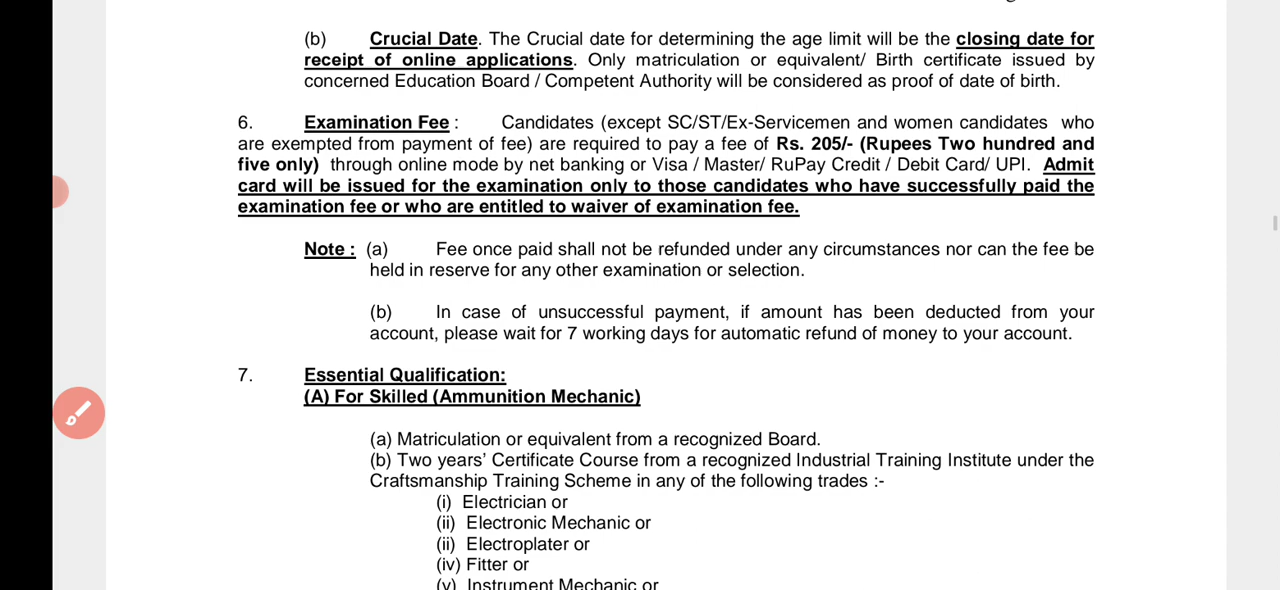 (b) Crucial Date. The Crucial date for determining the age limit will be the closing date for
receipt of online applications. Only matriculation or equivalent/ Birth certificate issued by
concerned Education Board / Competent Authority will be considered as proof of date of birth.
6. Examination Fee : Candidates (except SC/ST/Ex-Servicemen and women candidates who
are exempted from payment of fee) are required to pay a fee of Rs. 205/- (Rupees Two hundred and
five only) through online mode by net banking or Visa / Master/ RuPay Credit / Debit Card/ UPI. Admit
card will be issued for the examination only to those candidates who have successfully paid the
examination fee or who are entitled to waiver of examination fee.
Note : (a) Fee once paid shall not be refunded under any circumstances nor can the fee be
held in reserve for any other examination or selection.
(b) In case of unsuccessful payment, if amount has been deducted from your
account, please wait for 7 working days for automatic refund of money to your account.
7. Essential Qualification:
(A) For Skilled (Ammunition Mechanic)
(a) Matriculation or equivalent from a recognized Board.
(b) Two years’ Certificate Course from a recognized Industrial Training Institute under the
Craftsmanship Training Scheme in any of the following trades :-
(i) Electrician or
(ii) Electronic Mechanic or
(ii) Electroplater or
(iv) Fitter or
(v) Instrument Mechanic or